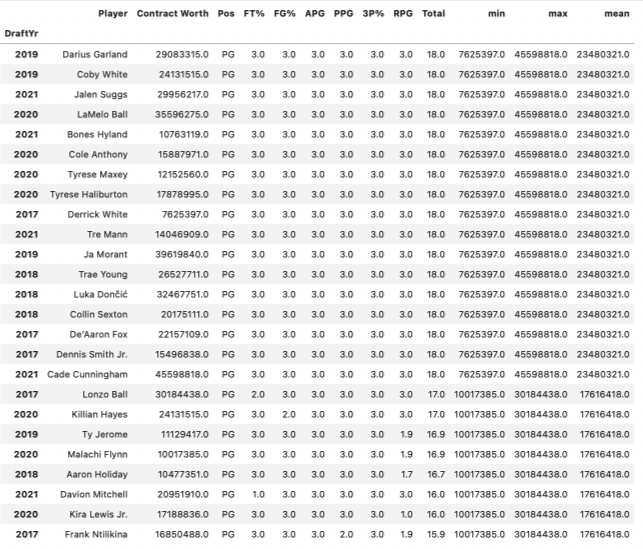 Player Contract Worth Pos FT% FG% APG PPG 3P% RPG Total min max mean
DraftYr
2019 Darius Garland 29083315.0 PG 3.0 3.0 3.0 3.0 3.0 3.0 18.0 7625397.0 45598818.0 23480321.0
2019 Coby White 24131515.0 PG 3.0 3.0 3.0 3.0 3.0 3.0 18.0 7625397.0 45598818.0 23480321.0
2021 Jalen Suggs 29956217.0 PG 3.0 3.0 3.0 3.0 3.0 3.0 18.0 7625397.0 45598818.0 23480321.0
2020 LaMelo Ball 35596275.0 PG 3.0 3.0 3.0 3.0 3.0 3.0 18.0 7625397.0 45598818.0 23480321.0
2021 Bones Hyland 10763119.0 PG 3.0 3.0 3.0 3.0 3.0 3.0 18.0 7625397.0 45598818.0 23480321.0
2020 Cole Anthony 15887971.0 PG 3.0 3.0 3.0 3.0 3.0 3.0 18.0 7625397.0 45598818.0 23480321.0
2020 Tyrese Maxey 12152560.0 PG 3.0 3.0 3.0 3.0 3.0 3.0 18.0 7625397.0 45598818.0 23480321.0
2020 Tyrese Haliburton 17878995.0 PG 3.0 3.0 3.0 3.0 3.0 3.0 18.0 7625397.0 45598818.0 23480321.0
2017 Derrick White 7625397.0 PG 3.0 3.0 3.0 3.0 3.0 3.0 18.0 7625397.0 45598818.0 23480321.0
2021 Tre Mann 14046909.0 PG 3.0 3.0 3.0 3.0 3.0 3.0 18.0 7625397.0 45598818.0 23480321.0
2019 Ja Morant 39619840.0 PG 3.0 3.0 3.0 3.0 3.0 3.0 18.0 7625397.0 45598818.0 23480321.0
2018 Trae Young 26527711.0 PG 3.0 3.0 3.0 3.0 3.0 3.0 18.0 7625397.0 45598818.0 23480321.0
2018 Luka Dončić 32467751.0 PG 3.0 3.0 3.0 3.0 3.0 3.0 18.0 7625397.0 45598818.0 23480321.0
2018 Collin Sexton 20175111.0 PG 3.0 3.0 3.0 3.0 3.0 3.0 18.0 7625397.0 45598818.0 23480321.0
2017 De'Aaron Fox 22157109.0 PG 3.0 3.0 3.0 3.0 3.0 3.0 18.0 7625397.0 45598818.0 23480321.0
2017 Dennis Smith Jr. 15496838.0 PG 3.0 3.0 3.0 3.0 3.0 3.0 18.0 7625397.0 45598818.0 23480321.0
2021 Cade Cunningham 45598818.0 PG 3.0 3.0 3.0 3.0 3.0 3.0 18.0 7625397.0 45598818.0 23480321.0
2017 Lonzo Ball 30184438.0 PG 2.0 3.0 3.0 3.0 3.0 3.0 17.0 10017385.0 30184438.0 17616418.0
2020 Killian Hayes 24131515.0 PG 3.0 2.0 3.0 3.0 3.0 3.0 17.0 10017385.0 30184438.0 17616418.0
2019 Ty Jerome 11129417.0 PG 3.0 3.0 3.0 3.0 3.0 1.9 16.9 10017385.0 30184438.0 17616418.0
2020 Malachi Flynn 10017385.0 PG 3.0 3.0 3.0 3.0 3.0 1.9 16.9 10017385.0 30184438.0 17616418.0
2018 Aaron Holiday 10477351.0 PG 3.0 3.0 3.0 3.0 3.0 1.7 16.7 10017385.0 30184438.0 17616418.0
2021 Davion Mitchell 20951910.0 PG 1.0 3.0 3.0 3.0 3.0 3.0 16.0 10017385.0 30184438.0 17616418.0
2020 Kira Lewis Jr. 17188836.0 PG 3.0 3.0 3.0 3.0 3.0 1.0 16.0 10017385.0 30184438.0 17616418.0
2017 Frank Ntilikina 16850488.0 PG 3.0 3.0 3.0 2.0 3.0 1.9 15.9 10017385.0 30184438.0 17616418.0